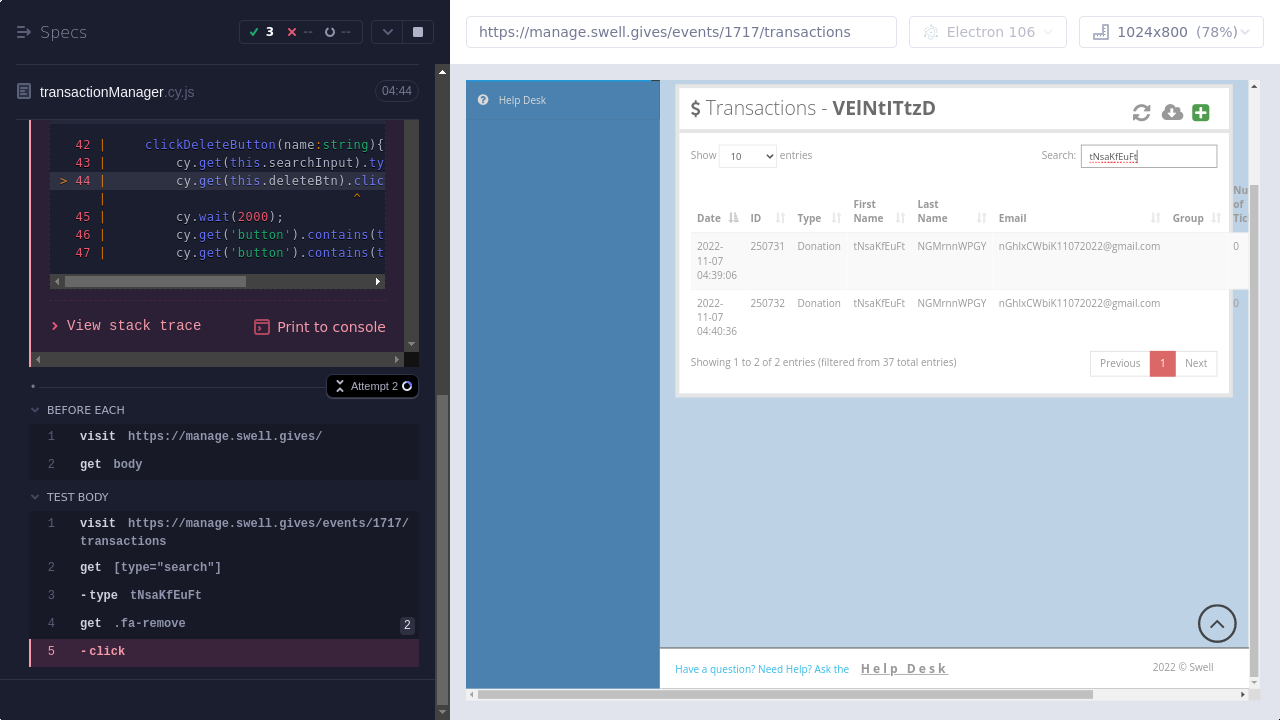 Specs
3
--
--
transactionManager.cy.js
04:44
42 | clickDeleteButton(name:string){
43 | cy.get(this.searchInput).ty
> 44 | cy.get(this.deleteBtn).clic
| ^
45 | cy.wait(2000);
46 | cy.get('button').contains(t
47 | cy.get('button').contains(t
> View stack trace
Print to console
Attempt 2
BEFORE EACH
1 visit https://manage.swell.gives/
2 get body
TEST BODY
1 visit https://manage.swell.gives/events/1717/
transactions
2 get [type="search"]
3 -type tNsaKfEuFt
4 get .fa-remove 2
5 -click
https://manage.swell.gives/events/1717/transactions
Electron 106
1024x800 (78%)
Help Desk
$ Transactions - VElNtITtzD
Show 10 entries
Search: tNsaKfEuFt
Date ID Type First Name Last Name Email Group Nu of Tic
2022-11-07 04:39:06 250731 Donation tNsaKfEuFt NGMrnnWPGY nGhlxCWbiK11072022@gmail.com 0
2022-11-07 04:40:36 250732 Donation tNsaKfEuFt NGMrnnWPGY nGhlxCWbiK11072022@gmail.com 0
Showing 1 to 2 of 2 entries (filtered from 37 total entries)
Previous 1 Next
Have a question? Need Help? Ask the Help Desk
2022 © Swell